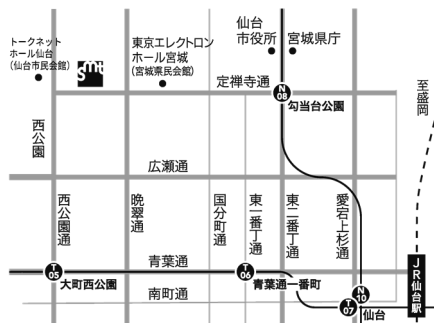 トークネット
ホール仙台
(仙台市民会館)
smt
東京エレクトロン
ホール宮城
(宮城県民会館)
仙台
市役所
宮城県庁
定禅寺通
N
08
勾当台公園
至盛岡
西公園
広瀬通
西公園通
晩翠通
国分町通
東一番丁通
東二番丁通
愛宕上杉通
青葉通
T
05
大町西公園
T
06
青葉通一番町
南町通
N
10
T
07
仙台
JR仙台駅